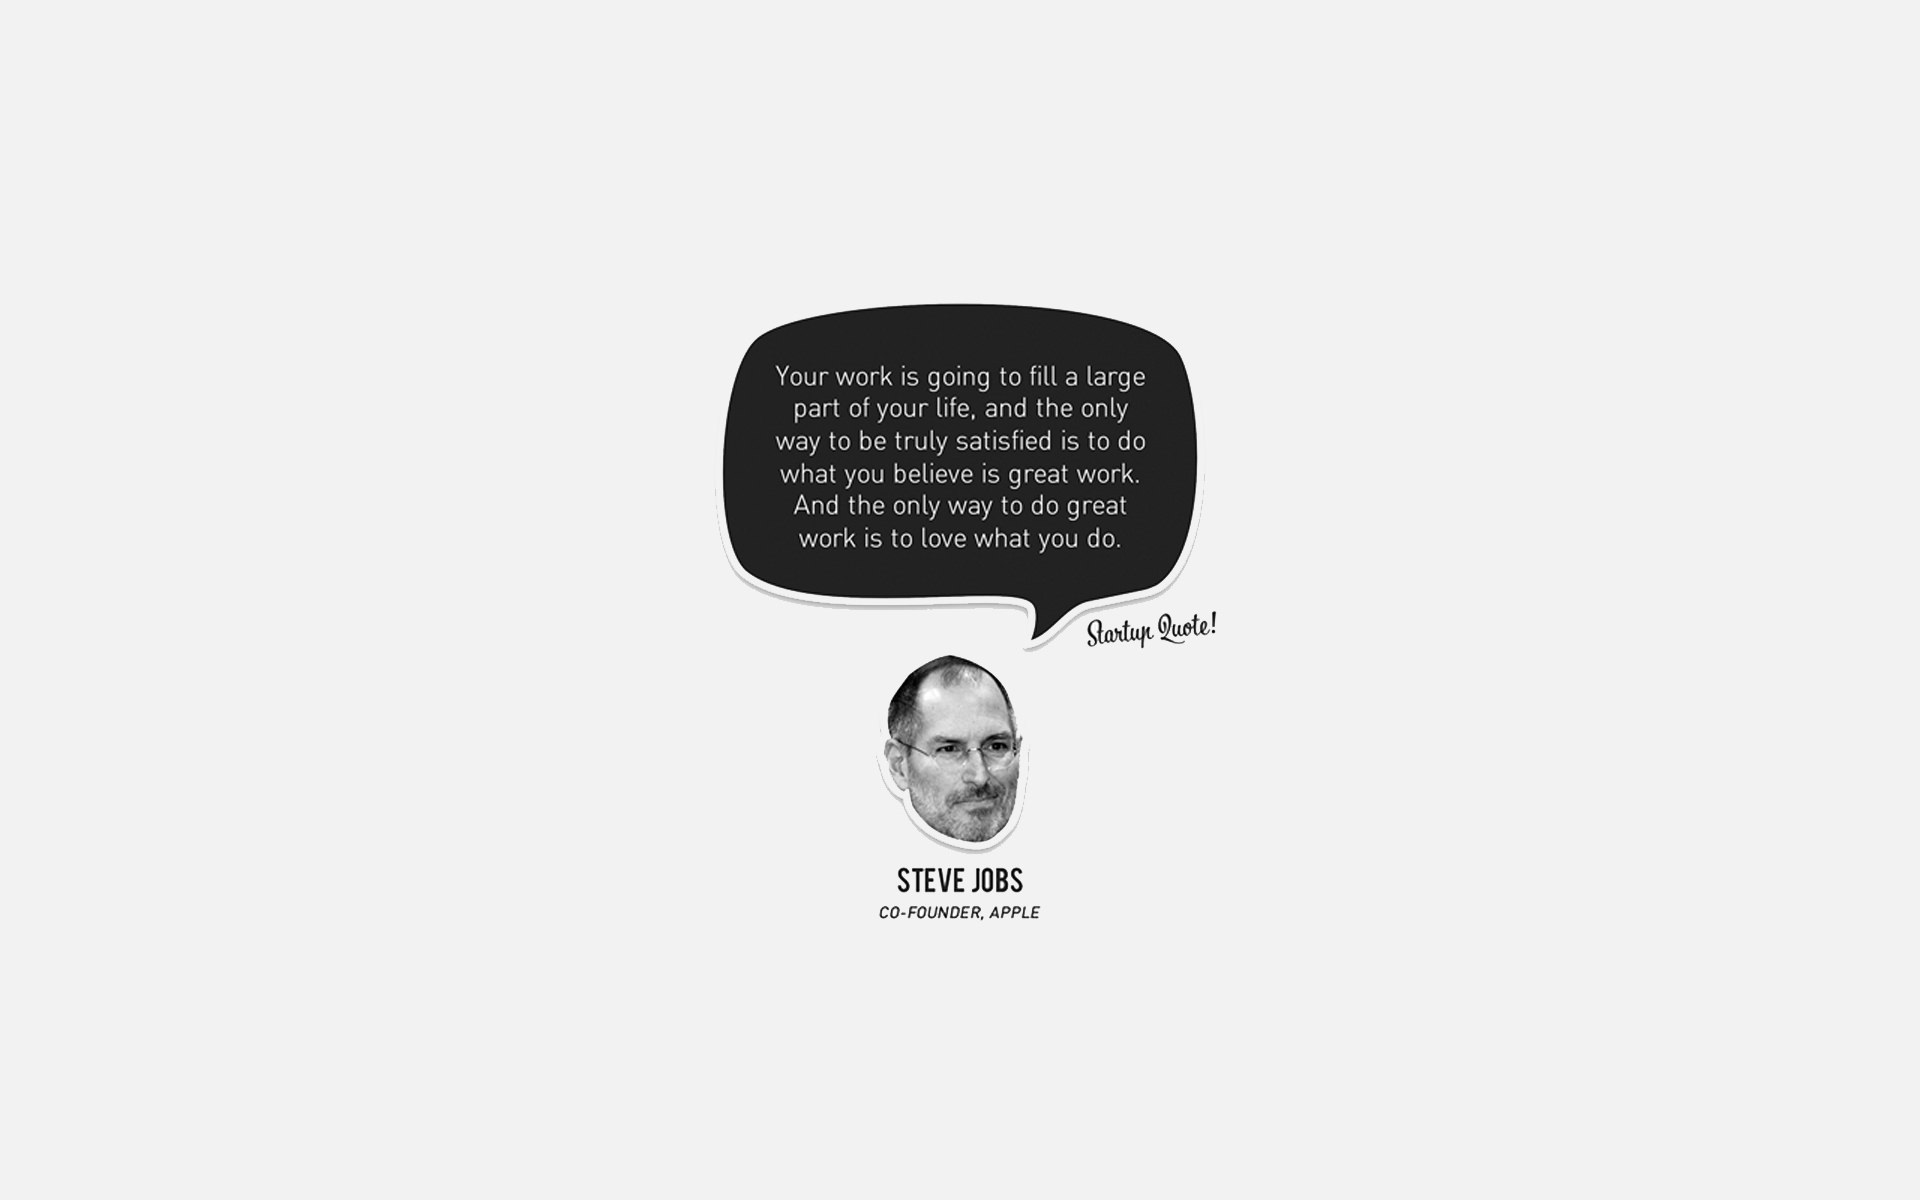 Your work is going to fill a large
part of your life, and the only
way to be truly satisfied is to do
what you believe is great work.
And the only way to do great
work is to love what you do.
Startup Quote!
STEVE JOBS
CO-FOUNDER, APPLE